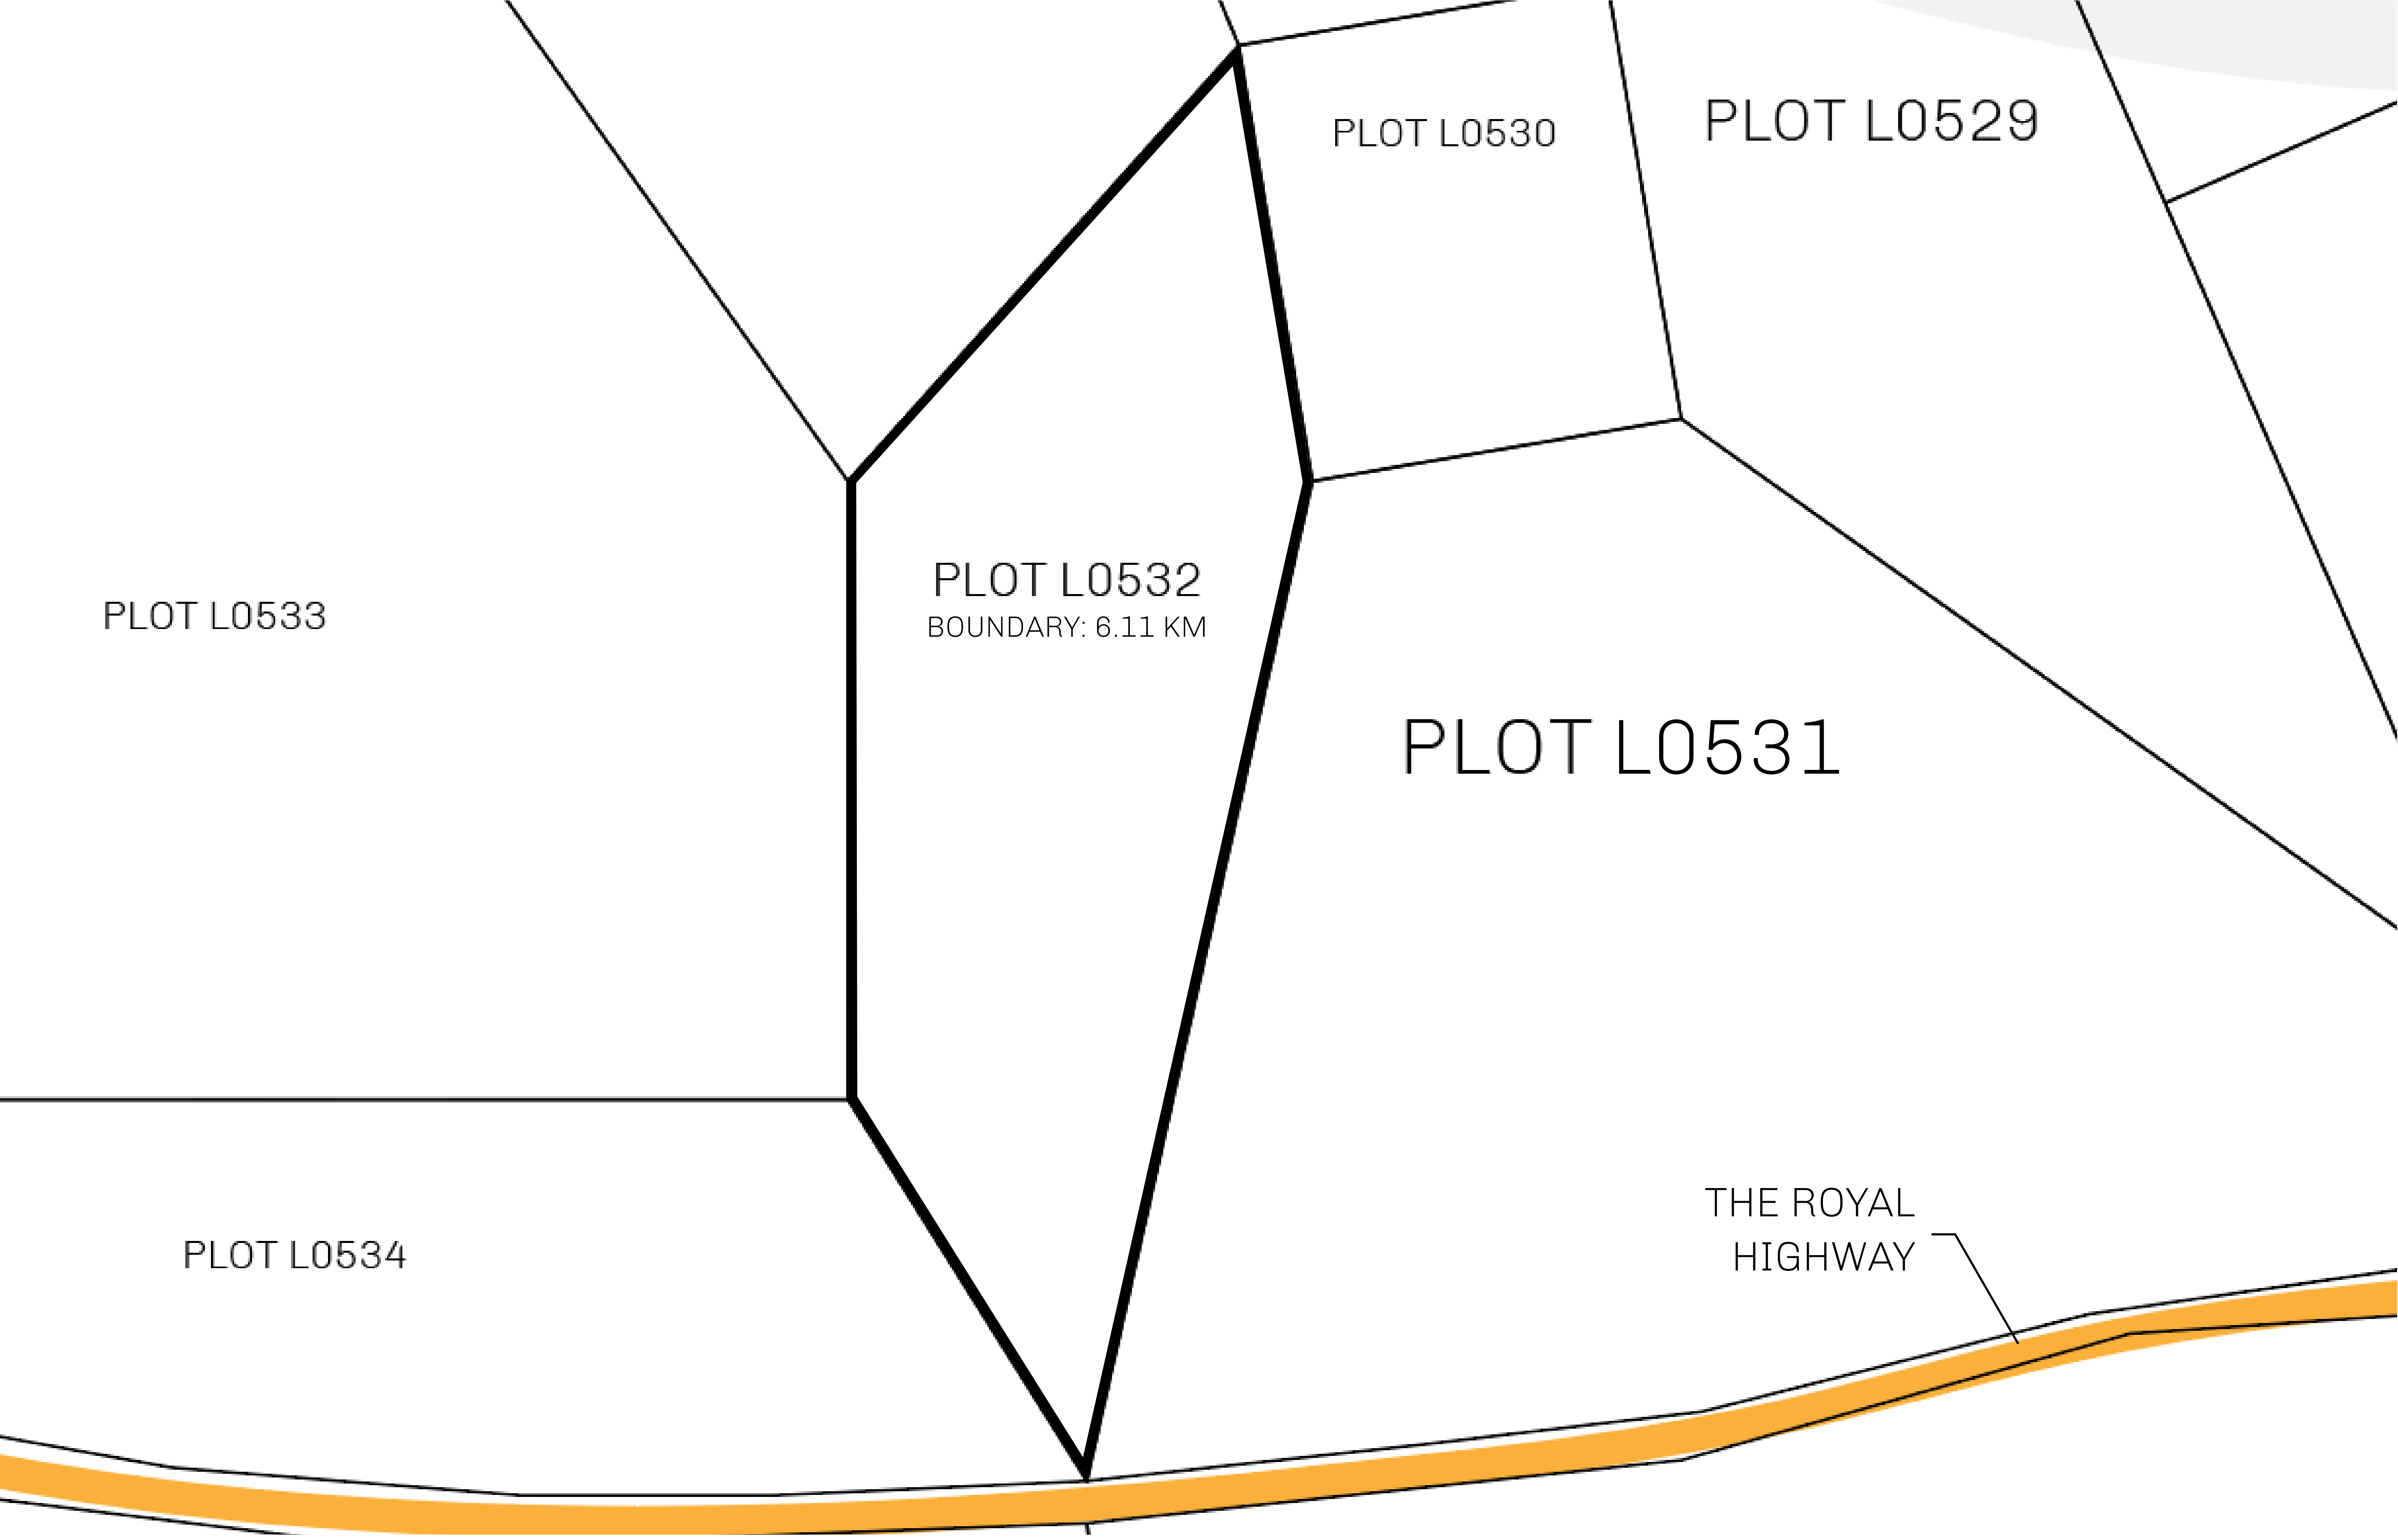 PLOT L0529
PLOT L0530
PLOT L0532
BOUNDARY: 6.11 KM
PLOT L0533
PLOT L0531
THE ROYAL
HIGHWAY
PLOT L0534